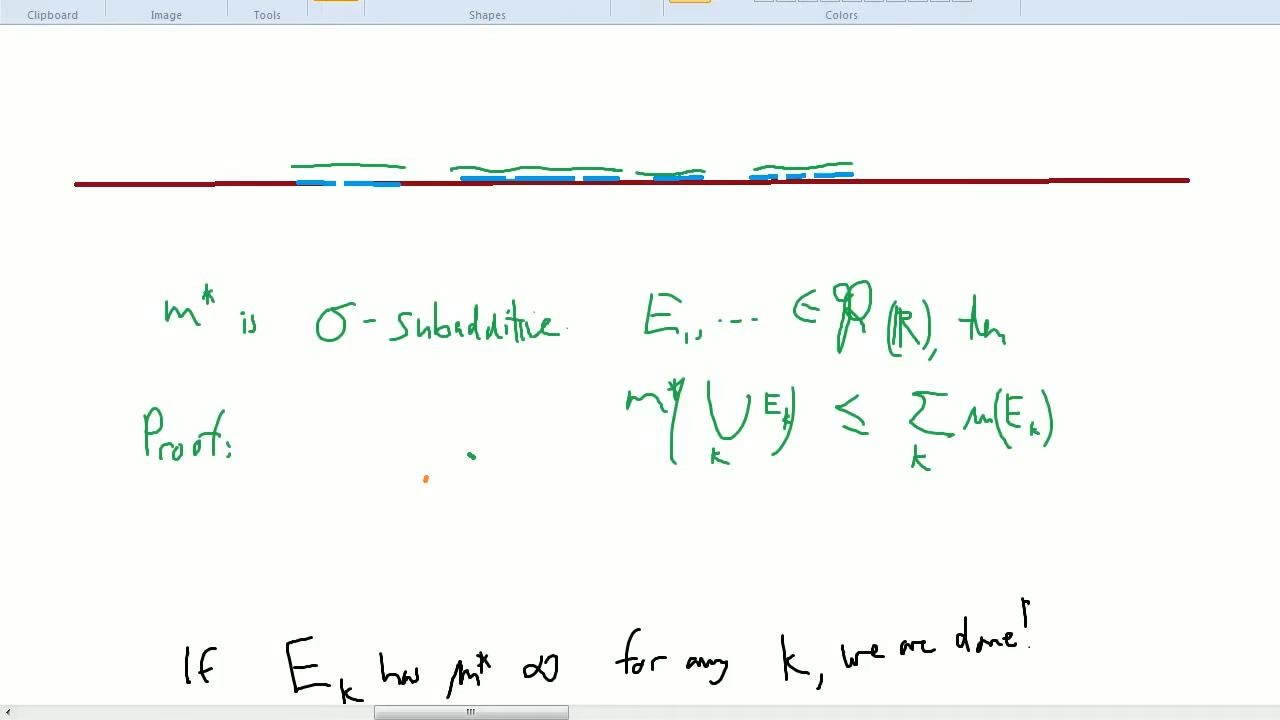 Clipboard Image Tools Shapes Colors
m* is σ-subadditive. E₁, ... ∈ 𝒫(ℝ), then
m*(⋃ₖ Eₖ) ≤ ∑ₖ m(Eₖ)
Proof:
If Eₖ has m* ∞ for any k, we are done!